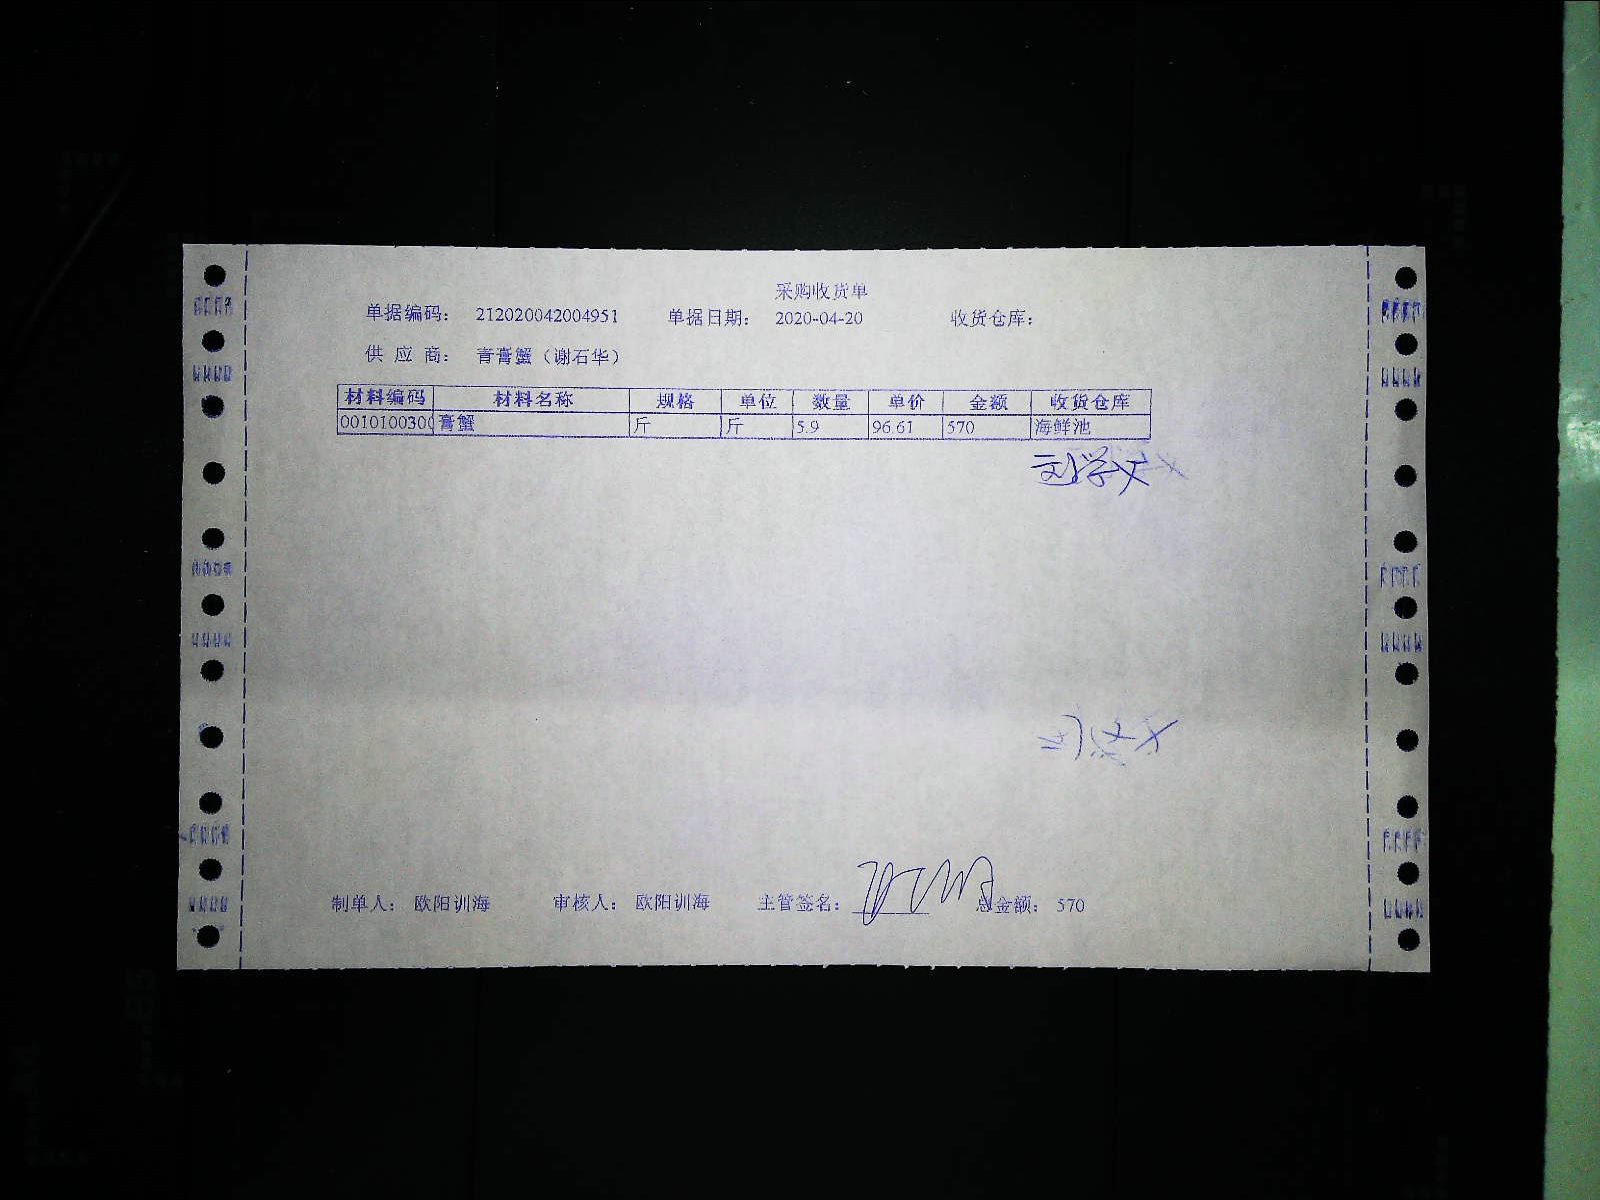 采购收货单
单据编码： 212020042004951 单据日期： 2020-04-20 收货仓库：
供 应 商： 青膏蟹（谢石华）
材料编码 材料名称 规格 单位 数量 单价 金额 收货仓库
0010100300 膏蟹 斤 斤 5.9 96.61 570 海鲜池
刘学文
制单人： 欧阳训海 审核人： 欧阳训海 主管签名： 总金额： 570